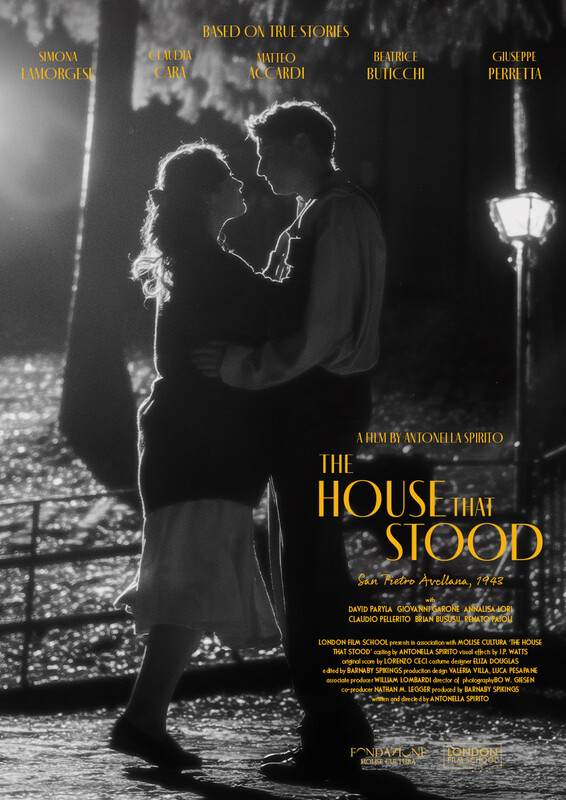 BASED ON TRUE STORIES
SIMONA LAMORGESE
CLAUDIA CARA
MATTEO ACCARDI
BEATRICE BUTICCHI
GIUSEPPE PERRETTA
A FILM BY ANTONELLA SPIRITO
THE
HOUSE THAT
STOOD
San Pietro Avellana, 1943
with
DAVID PARYLA GIOVANNI GARONE ANNALISA LORI
CLAUDIO PELLERITO BRIAN BUSUSU, RENATO PAIOLI
LONDON FILM SCHOOL presents in association with MOLISE CULTURA 'THE HOUSE
THAT STOOD' casting by ANTONELLA SPIRITO visual effects by J.P. WATTS
original score by LORENZO CECI costume designer ELIZA DOUGLAS
edited by BARNABY SPIKINGS production design VALERIA VILLA, LUCA PESAPANE
associate producer WILLIAM LOMBARDI director of photographyBO W. GIESEN
co-producer NATHAN M. LEGGER produced by BARNABY SPIKINGS
written and directed by ANTONELLA SPIRITO
FONDAZIONE
MOLISE CULTURA
LONDON
FILM SCHOOL